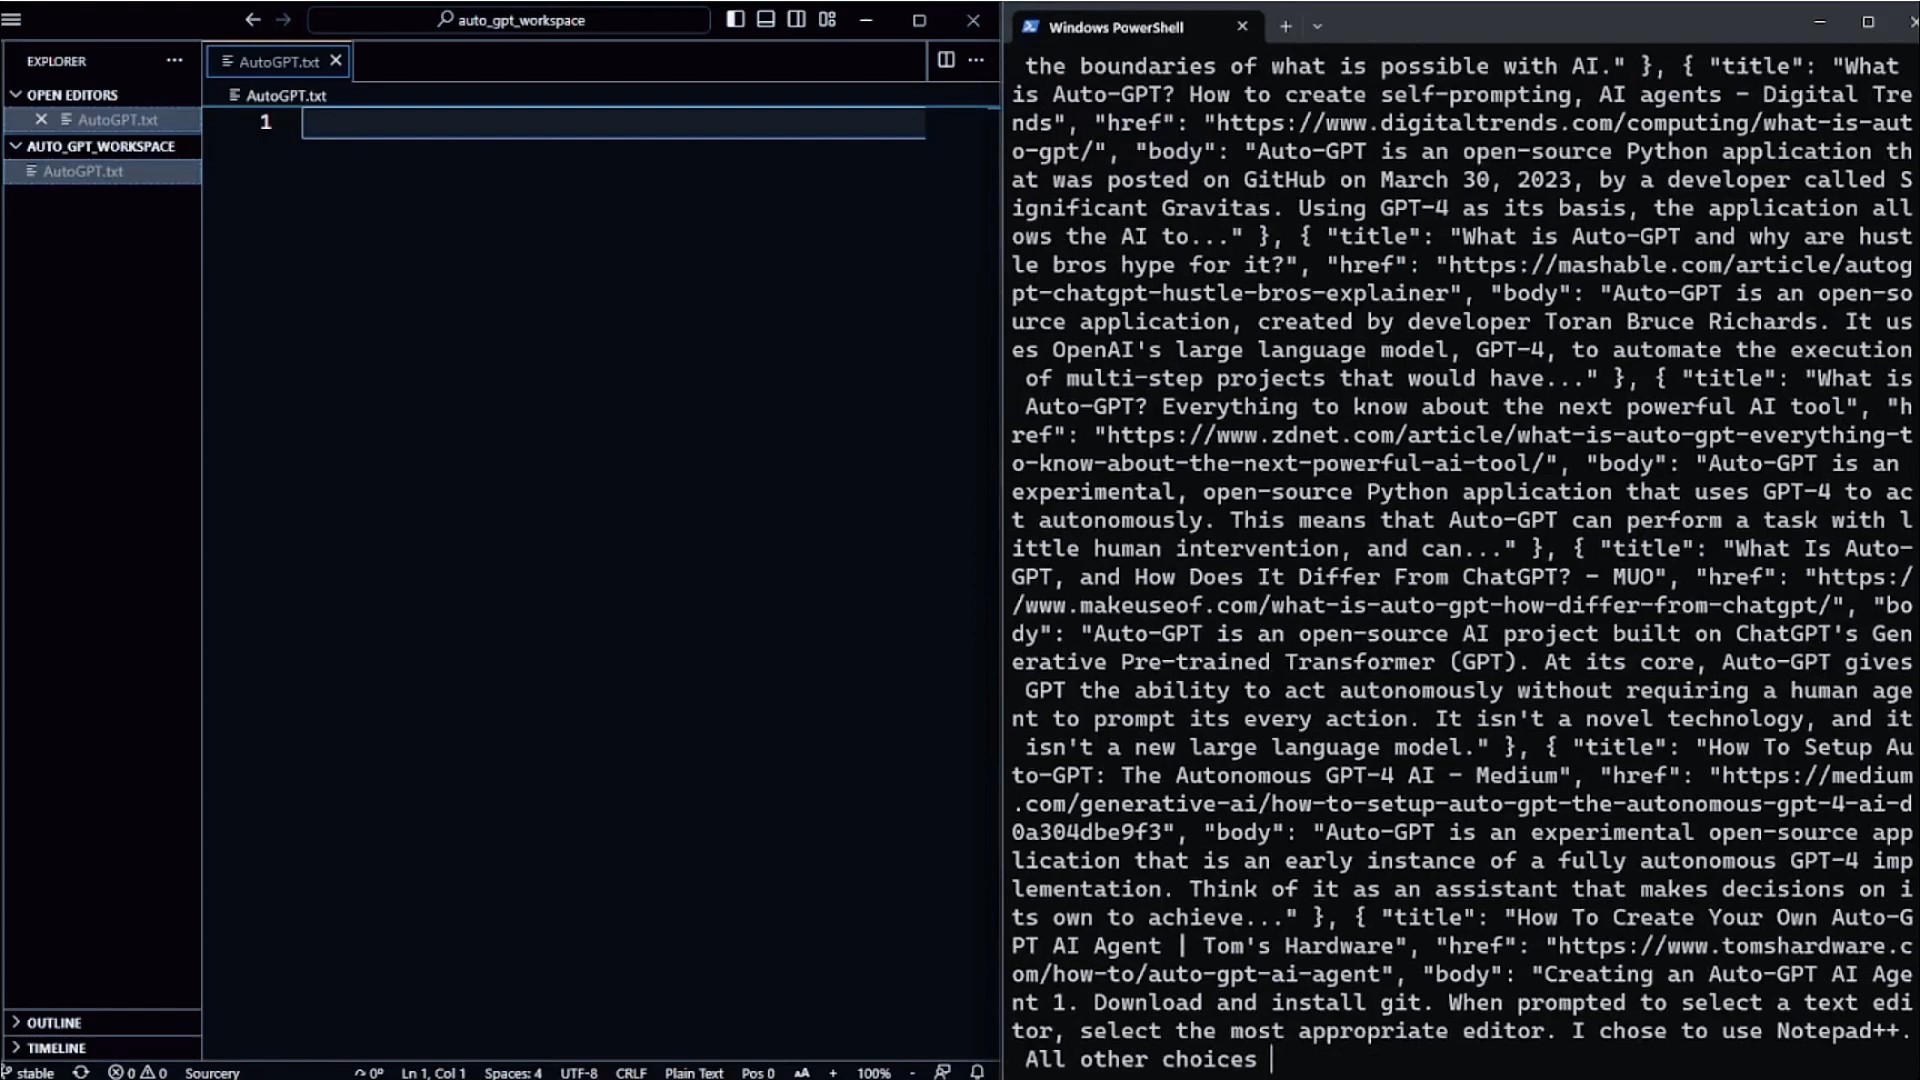 auto_gpt_workspace
EXPLORER
AutoGPT.txt
OPEN EDITORS
AutoGPT.txt
AutoGPT.txt
1
AUTO_GPT_WORKSPACE
AutoGPT.txt
OUTLINE
TIMELINE
stable 0 0 Sourcery 0° Ln 1, Col 1 Spaces: 4 UTF-8 CRLF Plain Text Pos 0 AA + 100% -
Windows PowerShell
the boundaries of what is possible with AI." }, { "title": "What
is Auto-GPT? How to create self-prompting, AI agents - Digital Tre
nds", "href": "https://www.digitaltrends.com/computing/what-is-aut
o-gpt/", "body": "Auto-GPT is an open-source Python application th
at was posted on GitHub on March 30, 2023, by a developer called S
ignificant Gravitas. Using GPT-4 as its basis, the application all
ows the AI to..." }, { "title": "What is Auto-GPT and why are hust
le bros hype for it?", "href": "https://mashable.com/article/autog
pt-chatgpt-hustle-bros-explainer", "body": "Auto-GPT is an open-so
urce application, created by developer Toran Bruce Richards. It us
es OpenAI's large language model, GPT-4, to automate the execution
of multi-step projects that would have..." }, { "title": "What is
Auto-GPT? Everything to know about the next powerful AI tool", "h
ref": "https://www.zdnet.com/article/what-is-auto-gpt-everything-t
o-know-about-the-next-powerful-ai-tool/", "body": "Auto-GPT is an
experimental, open-source Python application that uses GPT-4 to ac
t autonomously. This means that Auto-GPT can perform a task with l
ittle human intervention, and can..." }, { "title": "What Is Auto-
GPT, and How Does It Differ From ChatGPT? - MUO", "href": "https:/
/www.makeuseof.com/what-is-auto-gpt-how-differ-from-chatgpt/", "bo
dy": "Auto-GPT is an open-source AI project built on ChatGPT's Gen
erative Pre-trained Transformer (GPT). At its core, Auto-GPT gives
GPT the ability to act autonomously without requiring a human age
nt to prompt its every action. It isn't a novel technology, and it
isn't a new large language model." }, { "title": "How To Setup Au
to-GPT: The Autonomous GPT-4 AI - Medium", "href": "https://medium
.com/generative-ai/how-to-setup-auto-gpt-the-autonomous-gpt-4-ai-d
0a304dbe9f3", "body": "Auto-GPT is an experimental open-source app
lication that is an early instance of a fully autonomous GPT-4 imp
lementation. Think of it as an assistant that makes decisions on i
ts own to achieve..." }, { "title": "How To Create Your Own Auto-G
PT AI Agent | Tom's Hardware", "href": "https://www.tomshardware.c
om/how-to/auto-gpt-ai-agent", "body": "Creating an Auto-GPT AI Age
nt 1. Download and install git. When prompted to select a text edi
tor, select the most appropriate editor. I chose to use Notepad++.
All other choices